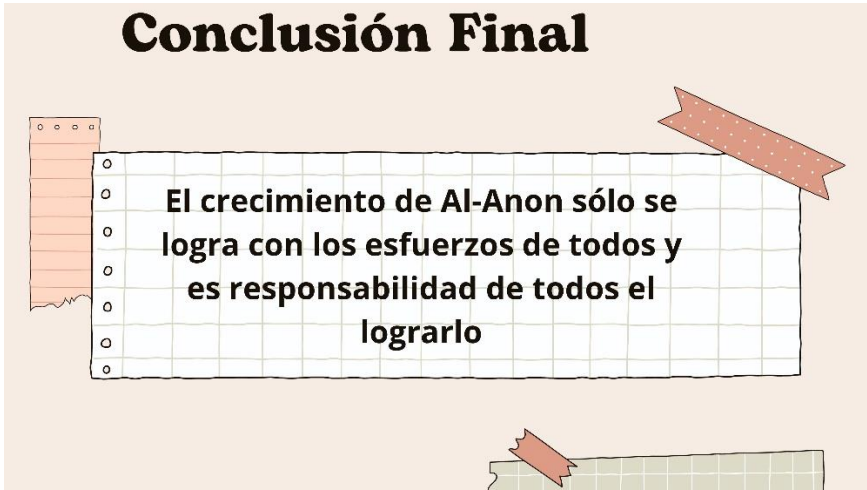 Conclusión Final
El crecimiento de Al-Anon sólo se
logra con los esfuerzos de todos y
es responsabilidad de todos el
lograrlo